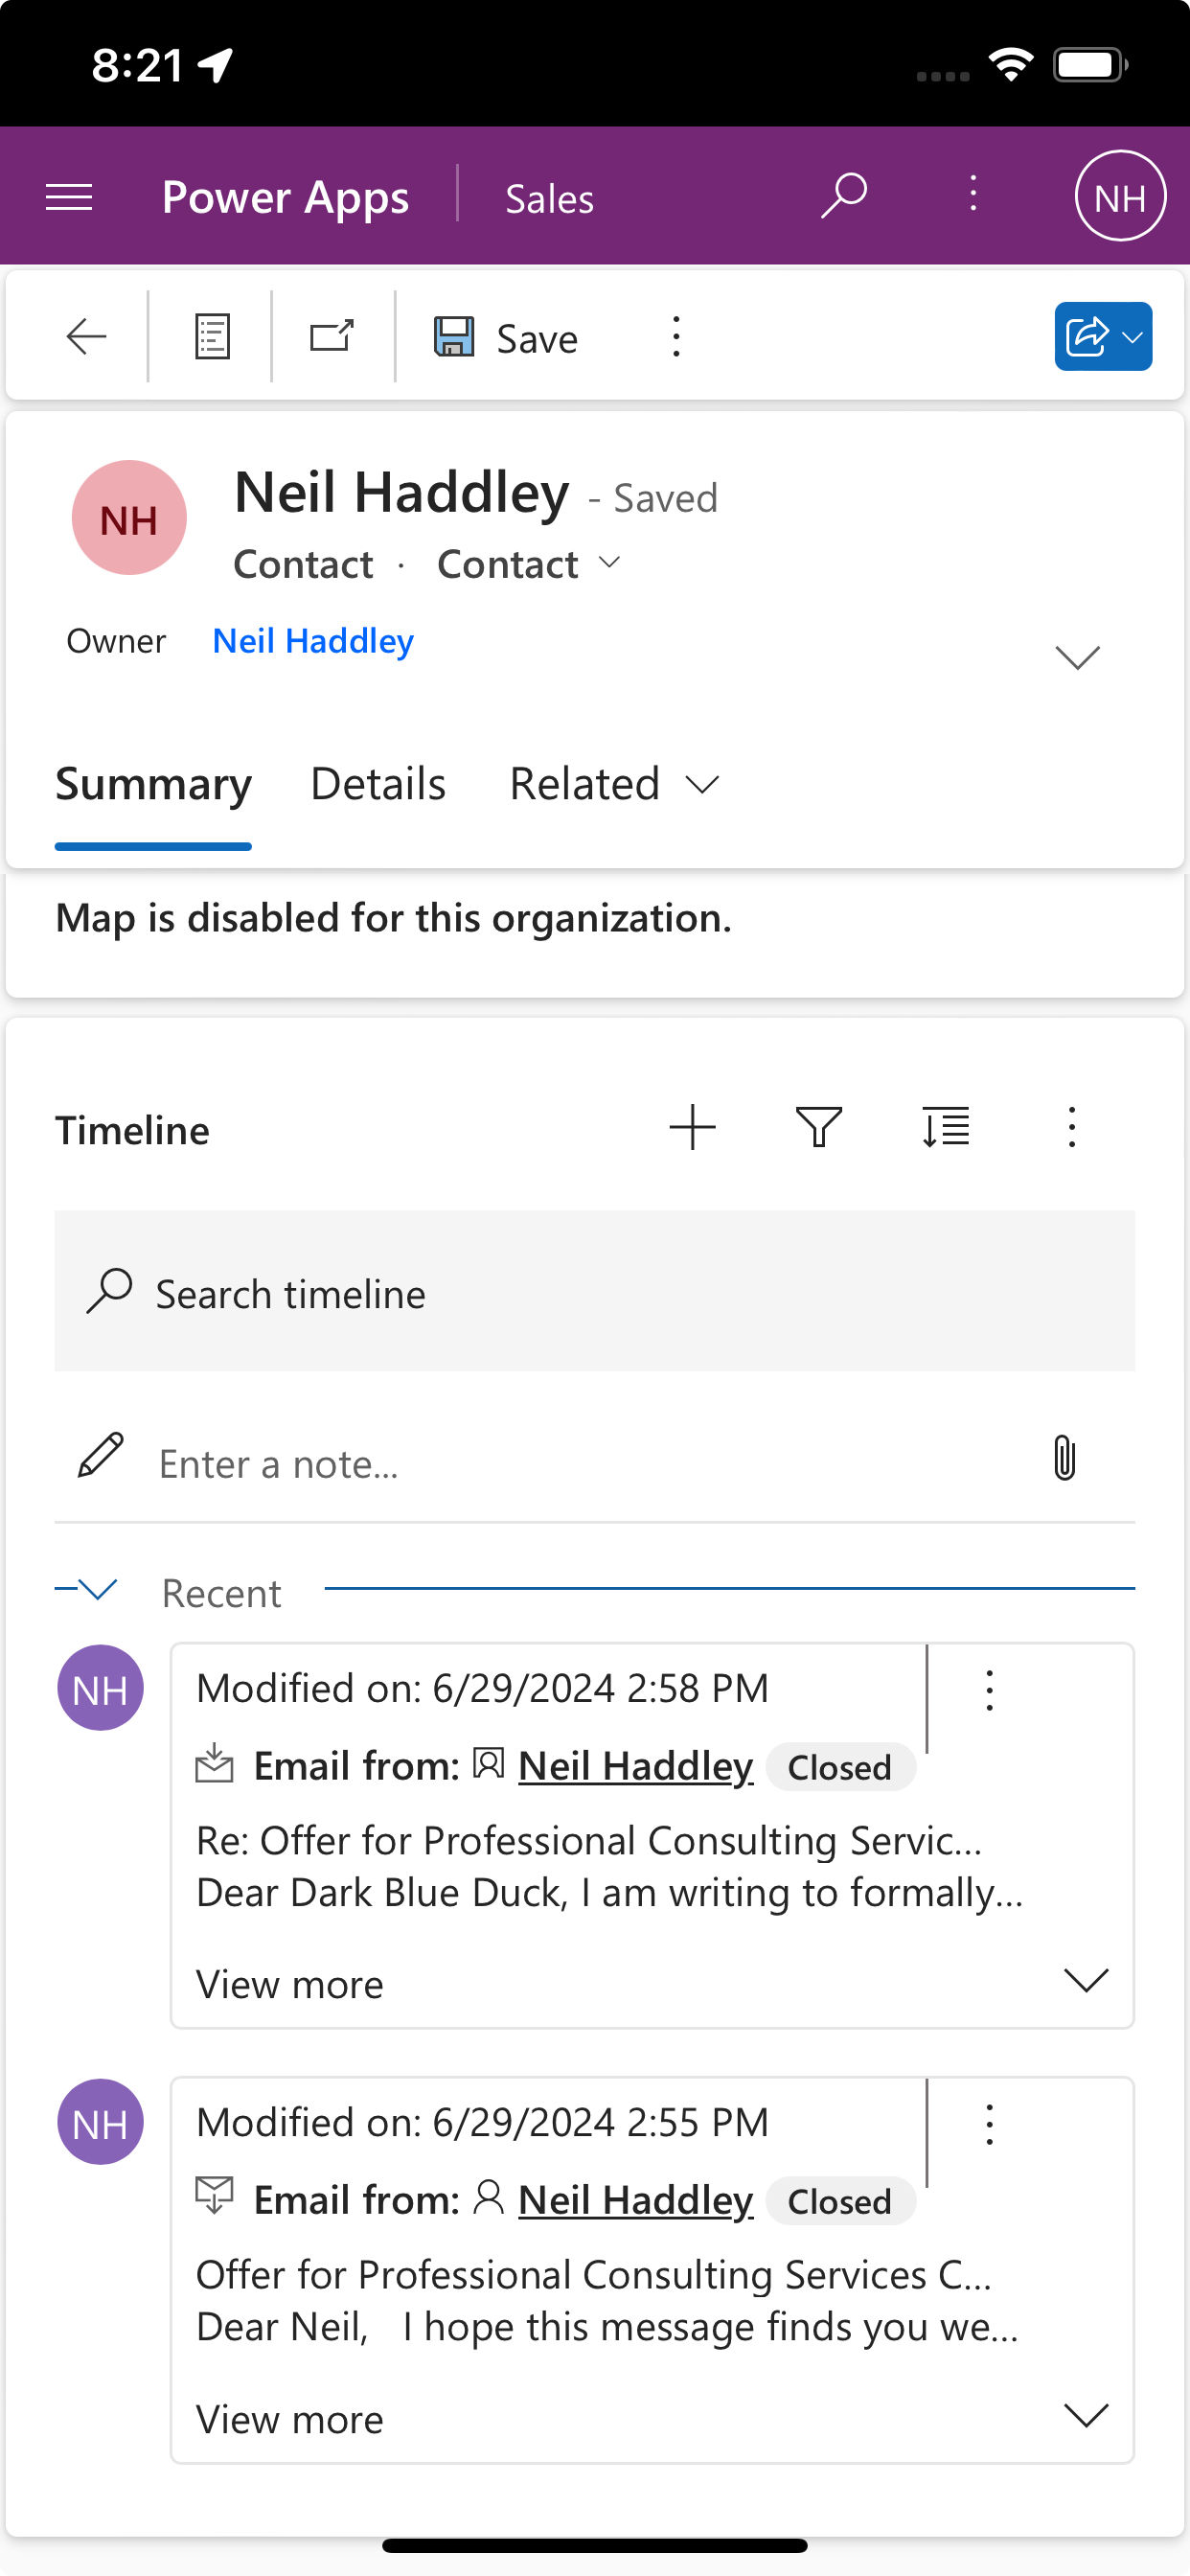 8:21
Power Apps Sales NH
Save
NH Neil Haddley - Saved
Contact · Contact
Owner Neil Haddley
Summary Details Related
Map is disabled for this organization.
Timeline
Search timeline
Enter a note...
Recent
NH Modified on: 6/29/2024 2:58 PM
Email from: Neil Haddley Closed
Re: Offer for Professional Consulting Servic...
Dear Dark Blue Duck, I am writing to formally...
View more
NH Modified on: 6/29/2024 2:55 PM
Email from: Neil Haddley Closed
Offer for Professional Consulting Services C...
Dear Neil,   I hope this message finds you we...
View more